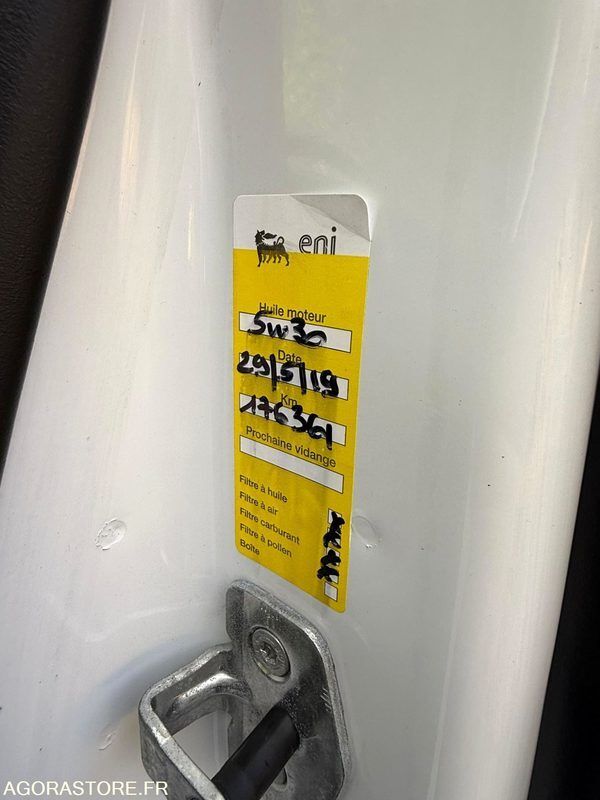 eni
Huile moteur
5W30
Date
29/5/19
Km
176361
Prochaine vidange
Filtre à huile
Filtre à air
Filtre carburant
Filtre à pollen
Boîte
AGORASTORE.FR